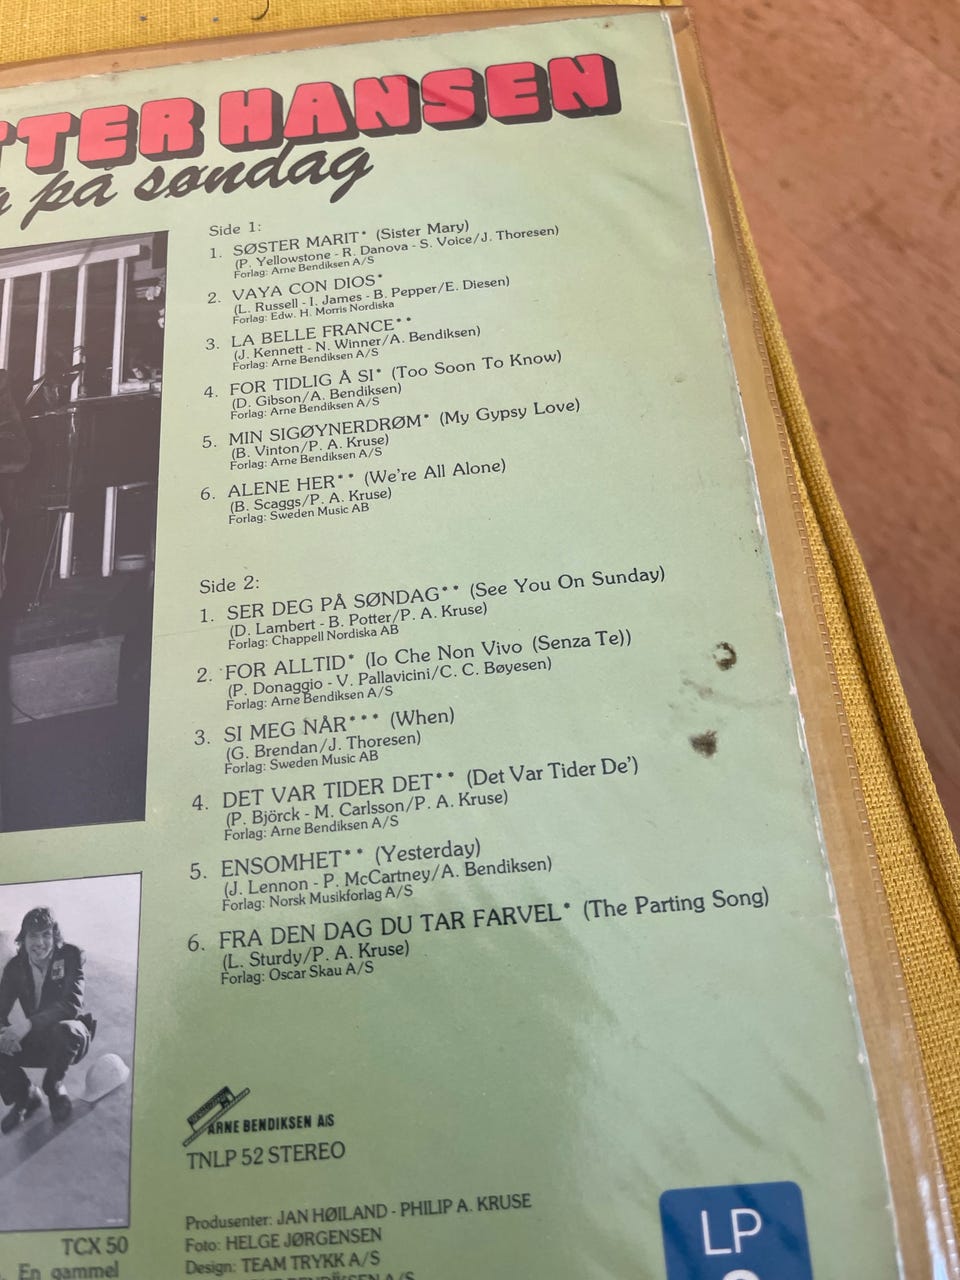 TTER HANSEN
på søndag
Side 1:
1. SØSTER MARIT* (Sister Mary)
(P. Yellowstone - R. Danova - S. Voice/J. Thoresen)
Forlag: Arne Bendiksen A/S
2. VAYA CON DIOS*
(L. Russell - I. James - B. Pepper/E. Diesen)
Forlag: Edw. H. Morris Nordiska
3. LA BELLE FRANCE**
(J. Kennett - N. Winner/A. Bendiksen)
Forlag: Arne Bendiksen A/S
4. FOR TIDLIG Å SI* (Too Soon To Know)
(D. Gibson/A. Bendiksen)
Forlag: Arne Bendiksen A/S
5. MIN SIGØYNERDRØM* (My Gypsy Love)
(B. Vinton/P. A. Kruse)
Forlag: Arne Bendiksen A/S
6. ALENE HER** (We're All Alone)
(B. Scaggs/P. A. Kruse)
Forlag: Sweden Music AB
Side 2:
1. SER DEG PÅ SØNDAG** (See You On Sunday)
(D. Lambert - B. Potter/P. A. Kruse)
Forlag: Chappell Nordiska AB
2. FOR ALLTID* (Io Che Non Vivo (Senza Te))
(P. Donaggio - V. Pallavicini/C. C. Bøyesen)
Forlag: Arne Bendiksen A/S
3. SI MEG NÅR*** (When)
(G. Brendan/J. Thoresen)
Forlag: Sweden Music AB
4. DET VAR TIDER DET** (Det Var Tider De')
(P. Björck - M. Carlsson/P. A. Kruse)
Forlag: Arne Bendiksen A/S
5. ENSOMHET** (Yesterday)
(J. Lennon - P. McCartney/A. Bendiksen)
Forlag: Norsk Musikforlag A/S
6. FRA DEN DAG DU TAR FARVEL* (The Parting Song)
(L. Sturdy/P. A. Kruse)
Forlag: Oscar Skau A/S
ARNE BENDIKSEN A/S
TNLP 52 STEREO
Produsenter: JAN HØILAND - PHILIP A. KRUSE
Foto: HELGE JØRGENSEN
Design: TEAM TRYKK A/S
BENDIKSEN A/S
TCX 50
En gammel
LP